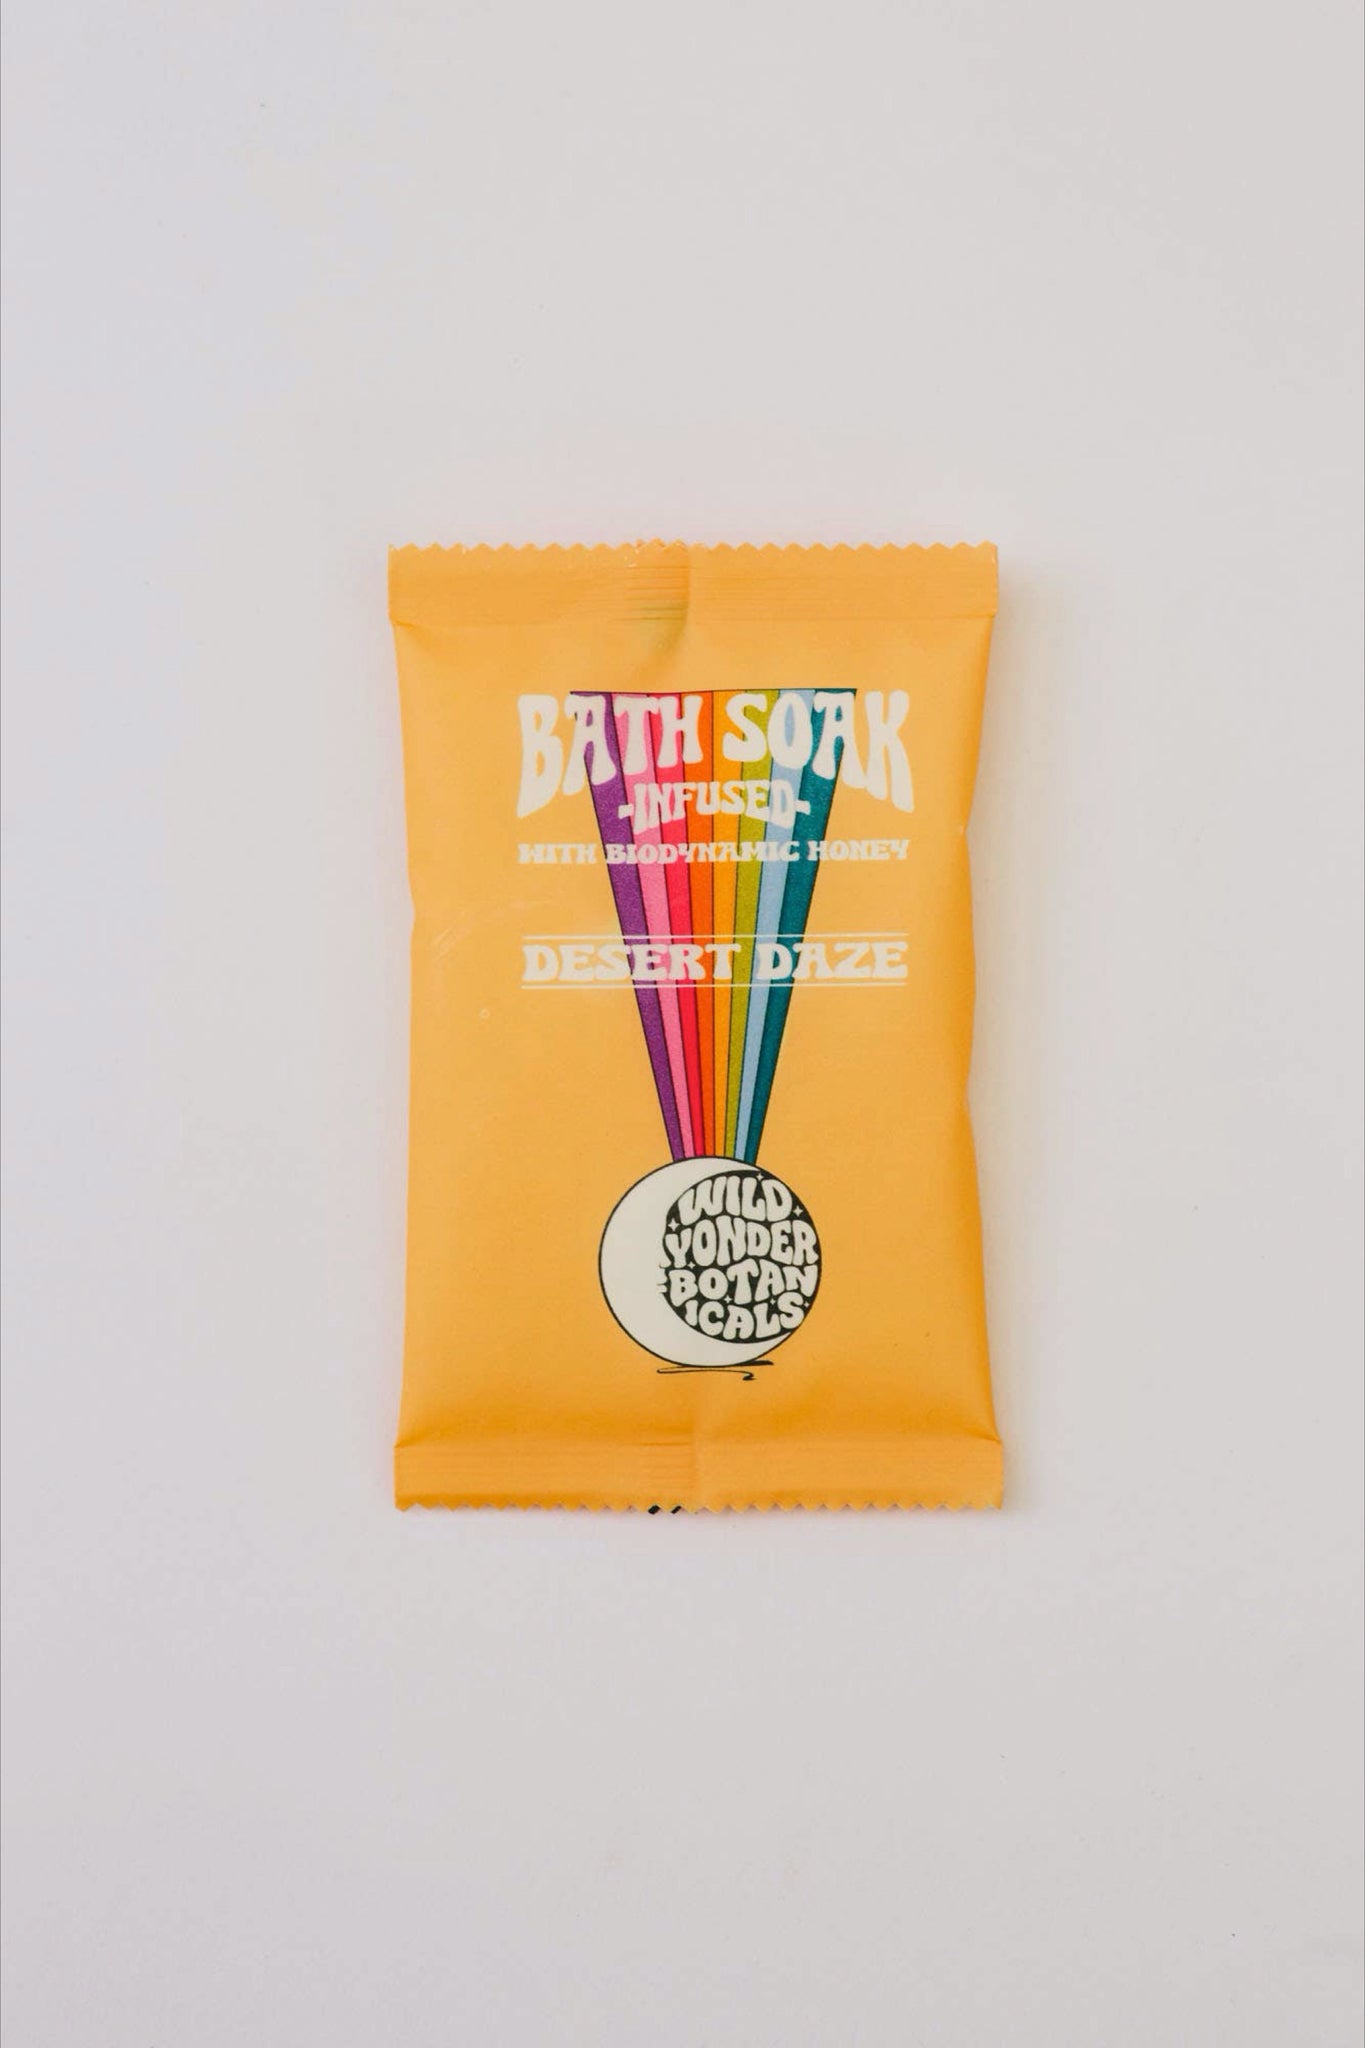 BATH SOAK
-INFUSED-
WITH BIODYNAMIC HONEY
DESERT DAZE
WILD
YONDER
BOTAN
ICALS